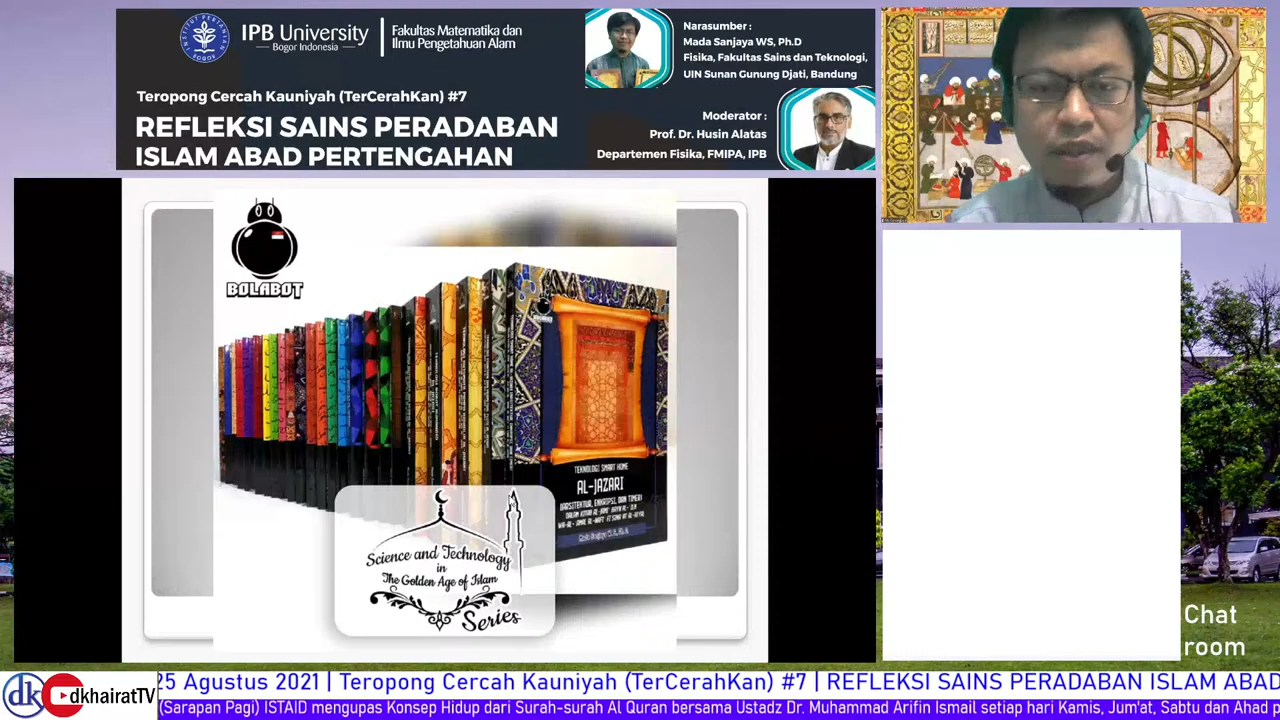 IPB University
Bogor Indonesia
Fakultas Matematika dan
Ilmu Pengetahuan Alam
Teropong Cercah Kauniyah (TerCerahKan) #7
REFLEKSI SAINS PERADABAN
ISLAM ABAD PERTENGAHAN
Narasumber :
Mada Sanjaya WS, Ph.D
Fisika, Fakultas Sains dan Teknologi,
UIN Sunan Gunung Djati, Bandung
Moderator :
Prof. Dr. Husin Alatas
Departemen Fisika, FMIPA, IPB
BOLABOT
TEKNOLOGI SMART HOME
AL-JAZARI
Science and Technology
in
The Golden Age of Islam
Series
Chat
room
dk
dkhairatTV
25 Agustus 2021 | Teropong Cercah Kauniyah (TerCerahKan) #7 | REFLEKSI SAINS PERADABAN ISLAM ABAD
(Sarapan Pagi) ISTAID mengupas Konsep Hidup dari Surah-surah Al Quran bersama Ustadz Dr. Muhammad Arifin Ismail setiap hari Kamis, Jum'at, Sabtu dan Ahad p